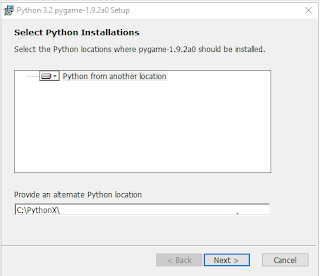 Python 3.2 pygame-1.9.2a0 Setup
Select Python Installations
Select the Python locations where pygame-1.9.2a0 should be installed.
Python from another location
Provide an alternate Python location
C:\PythonX\
< Back
Next >
Cancel